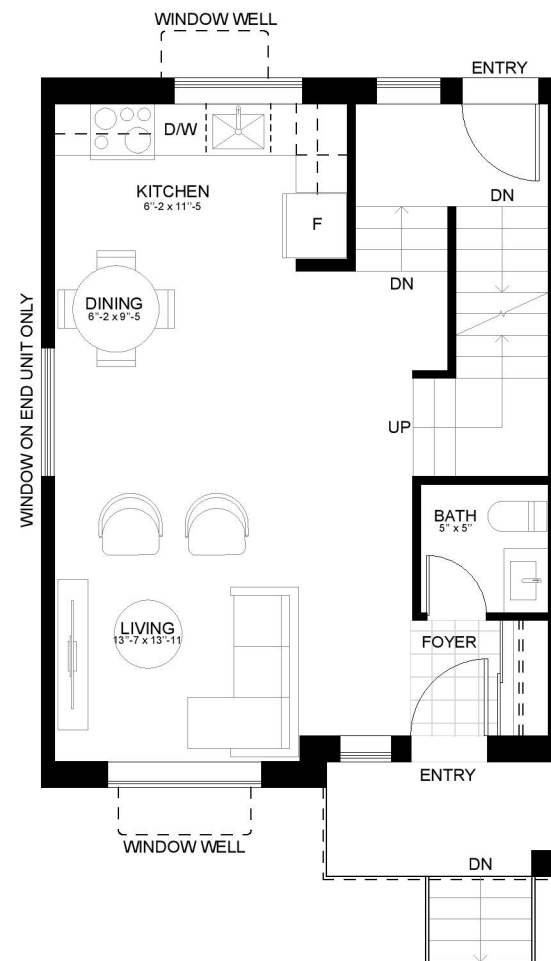 WINDOW WELL
ENTRY
D/W
KITCHEN
6"-2 x 11"-5
F
DN
DN
DINING
6"-2 x 9"-5
WINDOW ON END UNIT ONLY
UP
BATH
5" x 5"
LIVING
13"-7 x 13"-11
FOYER
ENTRY
WINDOW WELL
DN